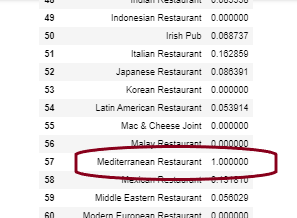 48 Indian Restaurant
49 Indonesian Restaurant 0.000000
50 Irish Pub 0.068737
51 Italian Restaurant 0.162859
52 Japanese Restaurant 0.086391
53 Korean Restaurant 0.000000
54 Latin American Restaurant 0.053914
55 Mac & Cheese Joint 0.000000
56 Malay Restaurant 0.000000
57 Mediterranean Restaurant 1.000000
58 Mexican Restaurant 0.191810
59 Middle Eastern Restaurant 0.056029
60 Modern European Restaurant 0.000000